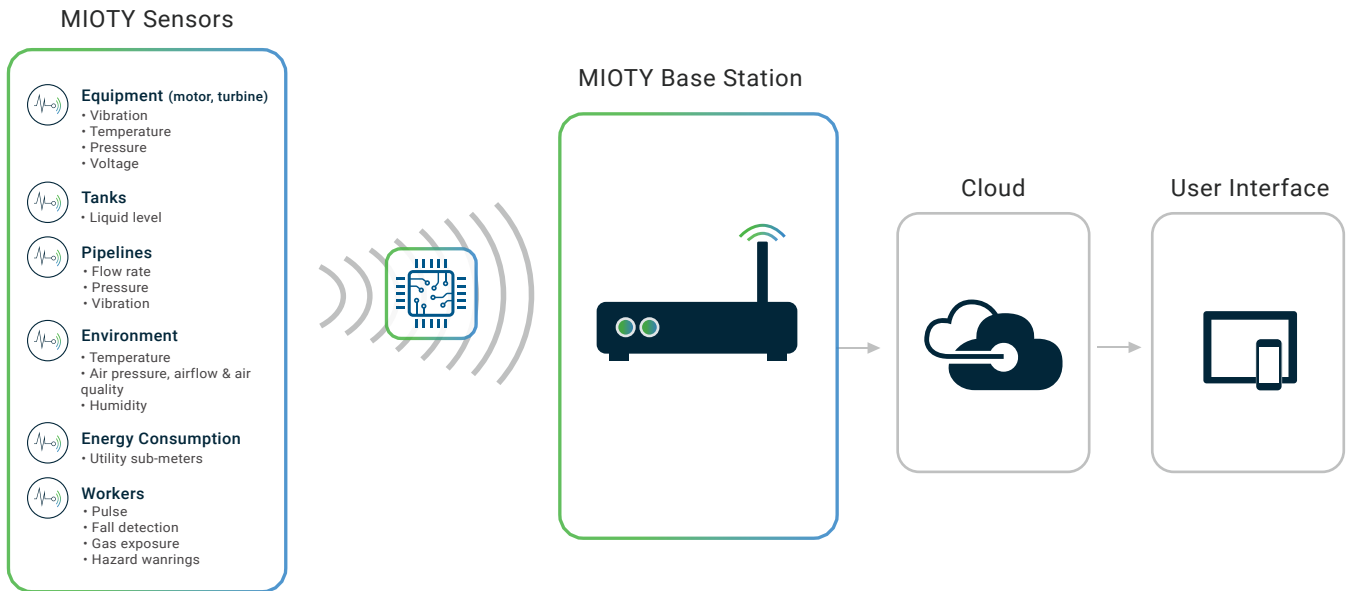 MIOTY Sensors
Equipment (motor, turbine)
• Vibration
• Temperature
• Pressure
• Voltage
Tanks
• Liquid level
Pipelines
• Flow rate
• Pressure
• Vibration
Environment
• Temperature
• Air pressure, airflow & air
quality
• Humidity
Energy Consumption
• Utility sub-meters
Workers
• Pulse
• Fall detection
• Gas exposure
• Hazard wanrings
MIOTY Base Station
Cloud
User Interface